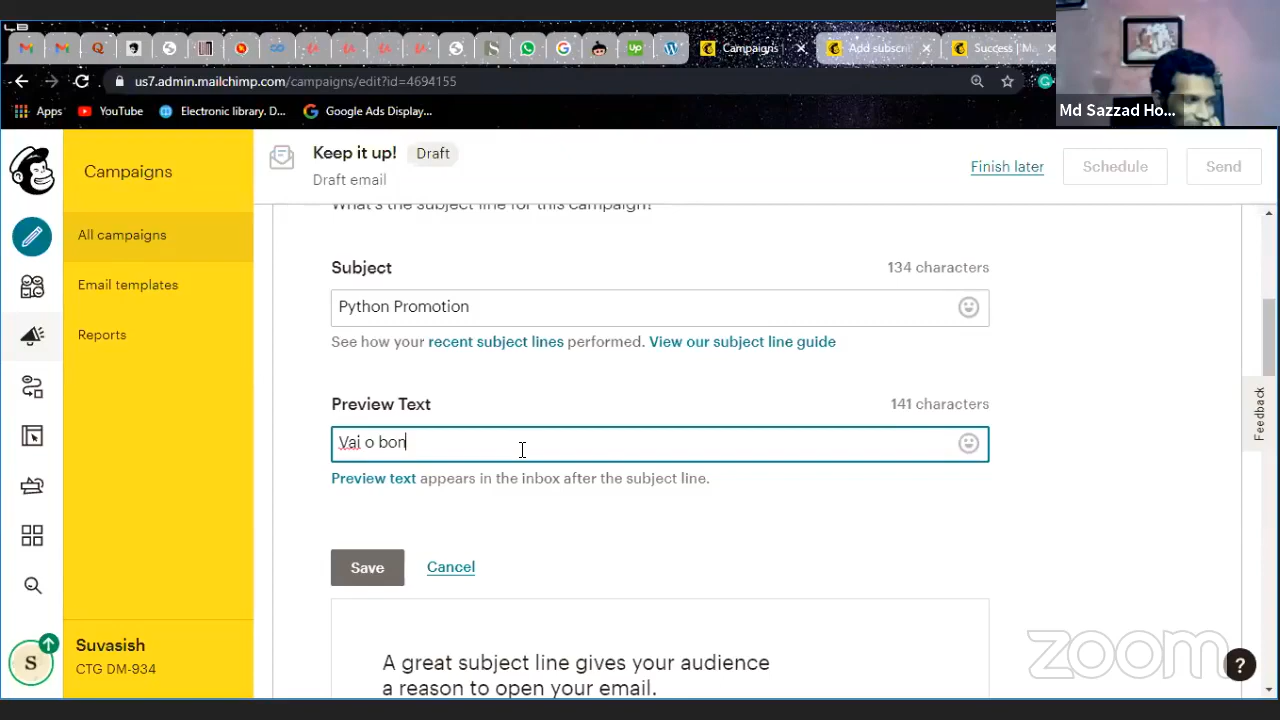 Campaigns
Add subscri
Success | Ma
us7.admin.mailchimp.com/campaigns/edit?id=4694155
Apps
YouTube
Electronic library. D...
Google Ads Display,...
Md Sazzad Ho...
Campaigns
Keep it up!
Draft
Draft email
Finish later
Schedule
Send
All campaigns
Email templates
Reports
What's the subject line for this campaign?
Subject
134 characters
Python Promotion
See how your recent subject lines performed. View our subject line guide
Preview Text
141 characters
Vai o bon
Preview text appears in the inbox after the subject line.
Feedback
Save
Cancel
A great subject line gives your audience
a reason to open your email.
S
Suvasish
CTG DM-934
zoom
?